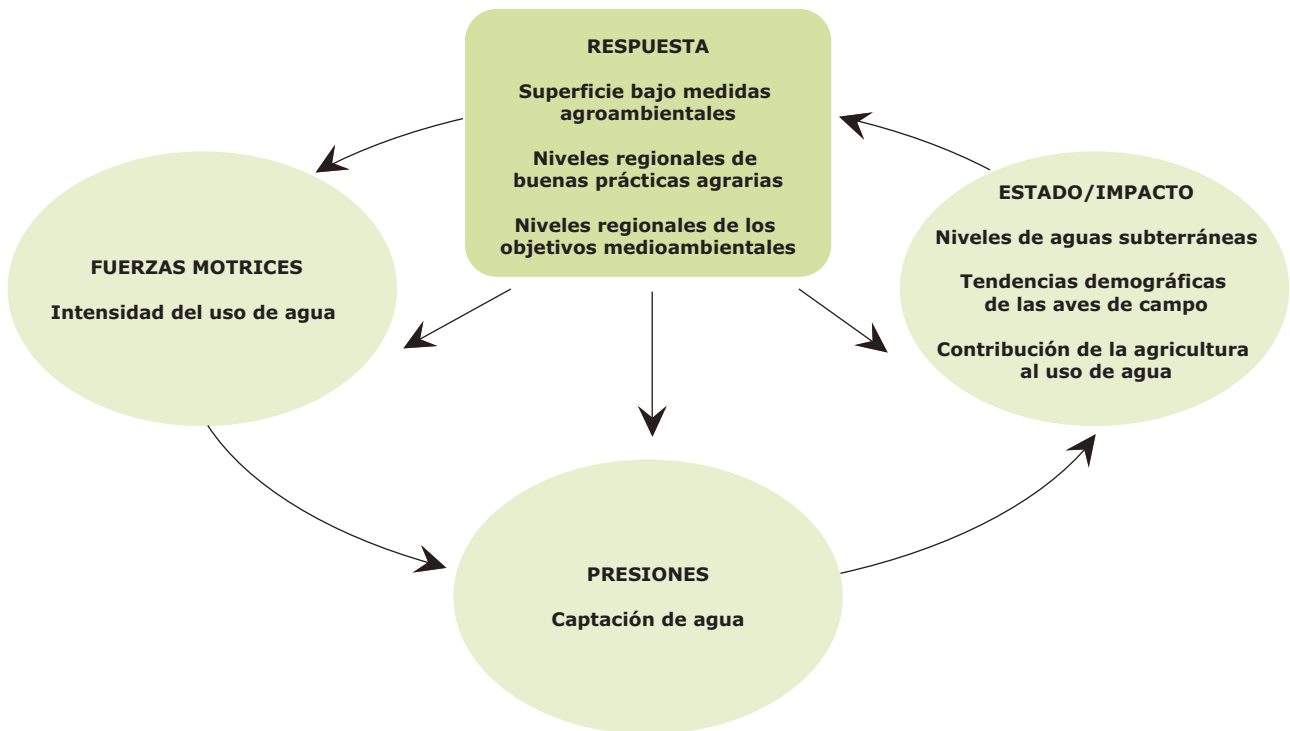 RESPUESTA
Superficie bajo medidas
agroambientales
Niveles regionales de
buenas prácticas agrarias
Niveles regionales de los
objetivos medioambientales
FUERZAS MOTRICES
Intensidad del uso de agua
ESTADO/IMPACTO
Niveles de aguas subterráneas
Tendencias demográficas
de las aves de campo
Contribución de la agricultura
al uso de agua
PRESIONES
Captación de agua